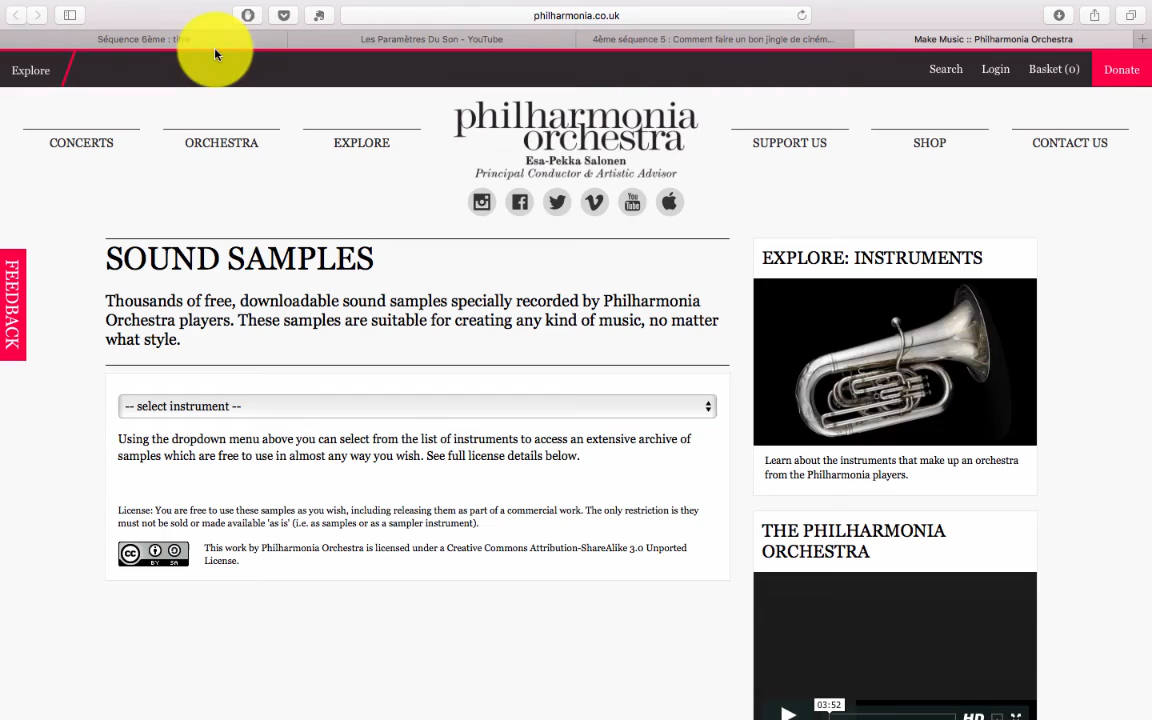 philharmonia.co.uk
Séquence 6ème : titre
Les Paramètres Du Son - YouTube
4ème séquence 5 : Comment faire un bon jingle de ciném...
Make Music :: Philharmonia Orchestra
Explore
Search
Login
Basket (0)
Donate
CONCERTS
ORCHESTRA
EXPLORE
philharmonia
orchestra
Esa-Pekka Salonen
Principal Conductor & Artistic Advisor
SUPPORT US
SHOP
CONTACT US
You
Tube
FEEDBACK
SOUND SAMPLES
Thousands of free, downloadable sound samples specially recorded by Philharmonia
Orchestra players. These samples are suitable for creating any kind of music, no matter
what style.
-- select instrument --
Using the dropdown menu above you can select from the list of instruments to access an extensive archive of
samples which are free to use in almost any way you wish. See full license details below.
License: You are free to use these samples as you wish, including releasing them as part of a commercial work. The only restriction is they
must not be sold or made available 'as is' (i.e. as samples or as a sampler instrument).
cc
BY SA
This work by Philharmonia Orchestra is licensed under a Creative Commons Attribution-ShareAlike 3.0 Unported
License.
EXPLORE: INSTRUMENTS
Learn about the instruments that make up an orchestra
from the Philharmonia players.
THE PHILHARMONIA
ORCHESTRA
03:52
HD